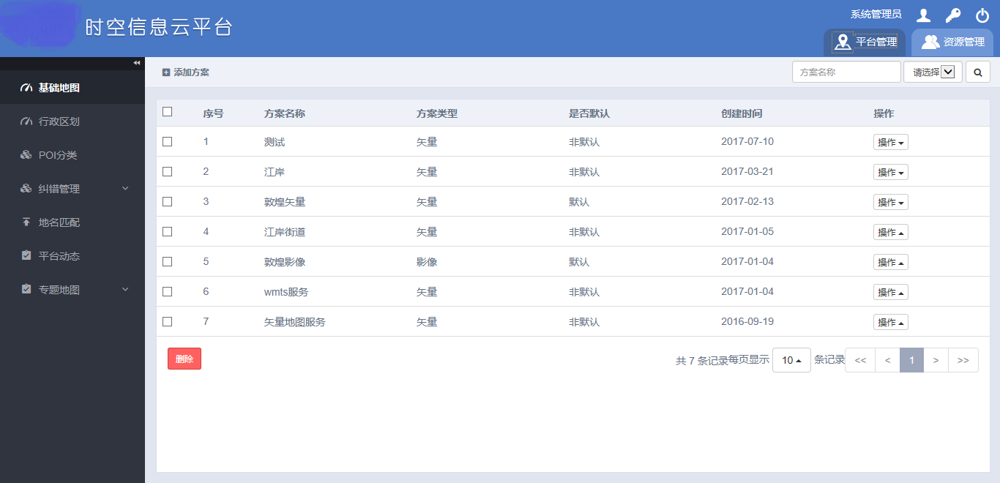 时空信息云平台
系统管理员
平台管理 资源管理
基础地图
行政区划
POI分类
纠错管理
地名匹配
平台动态
专题地图
添加方案 方案名称 请选择
序号 方案名称 方案类型 是否默认 创建时间 操作
1 测试 矢量 非默认 2017-07-10 操作
2 江岸 矢量 非默认 2017-03-21 操作
3 敦煌矢量 矢量 默认 2017-02-13 操作
4 江岸街道 矢量 非默认 2017-01-05 操作
5 敦煌影像 影像 默认 2017-01-04 操作
6 wmts服务 矢量 非默认 2017-01-04 操作
7 矢量地图服务 矢量 非默认 2016-09-19 操作
删除 共 7 条记录每页显示 10 条记录 << < 1 > >>